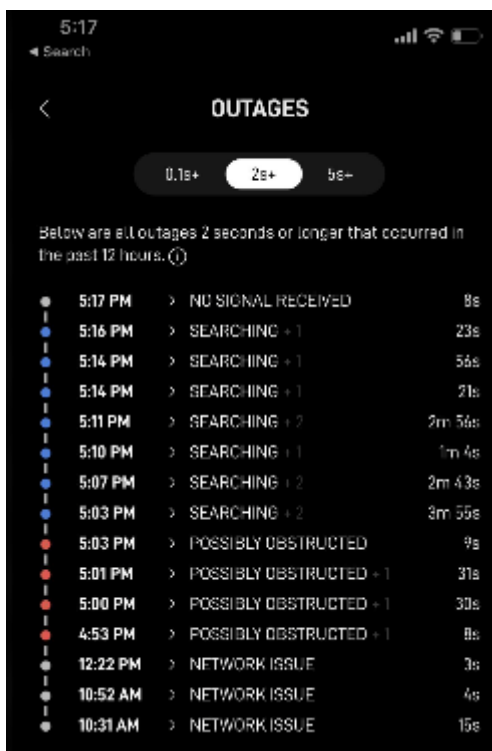 5:17
◀ Search
OUTAGES
0.1s+ 2s+ 5s+
Below are all outages 2 seconds or longer that occurred in
the past 12 hours.
5:17 PM > NO SIGNAL RECEIVED 8s
5:16 PM > SEARCHING + 1 23s
5:14 PM > SEARCHING + 1 56s
5:14 PM > SEARCHING + 1 21s
5:11 PM > SEARCHING + 2 2m 56s
5:10 PM > SEARCHING + 1 1m 4s
5:07 PM > SEARCHING + 2 2m 43s
5:03 PM > SEARCHING + 2 3m 55s
5:03 PM > POSSIBLY OBSTRUCTED 9s
5:01 PM > POSSIBLY OBSTRUCTED + 1 31s
5:00 PM > POSSIBLY OBSTRUCTED + 1 30s
4:53 PM > POSSIBLY OBSTRUCTED + 1 8s
12:22 PM > NETWORK ISSUE 3s
10:52 AM > NETWORK ISSUE 4s
10:31 AM > NETWORK ISSUE 15s